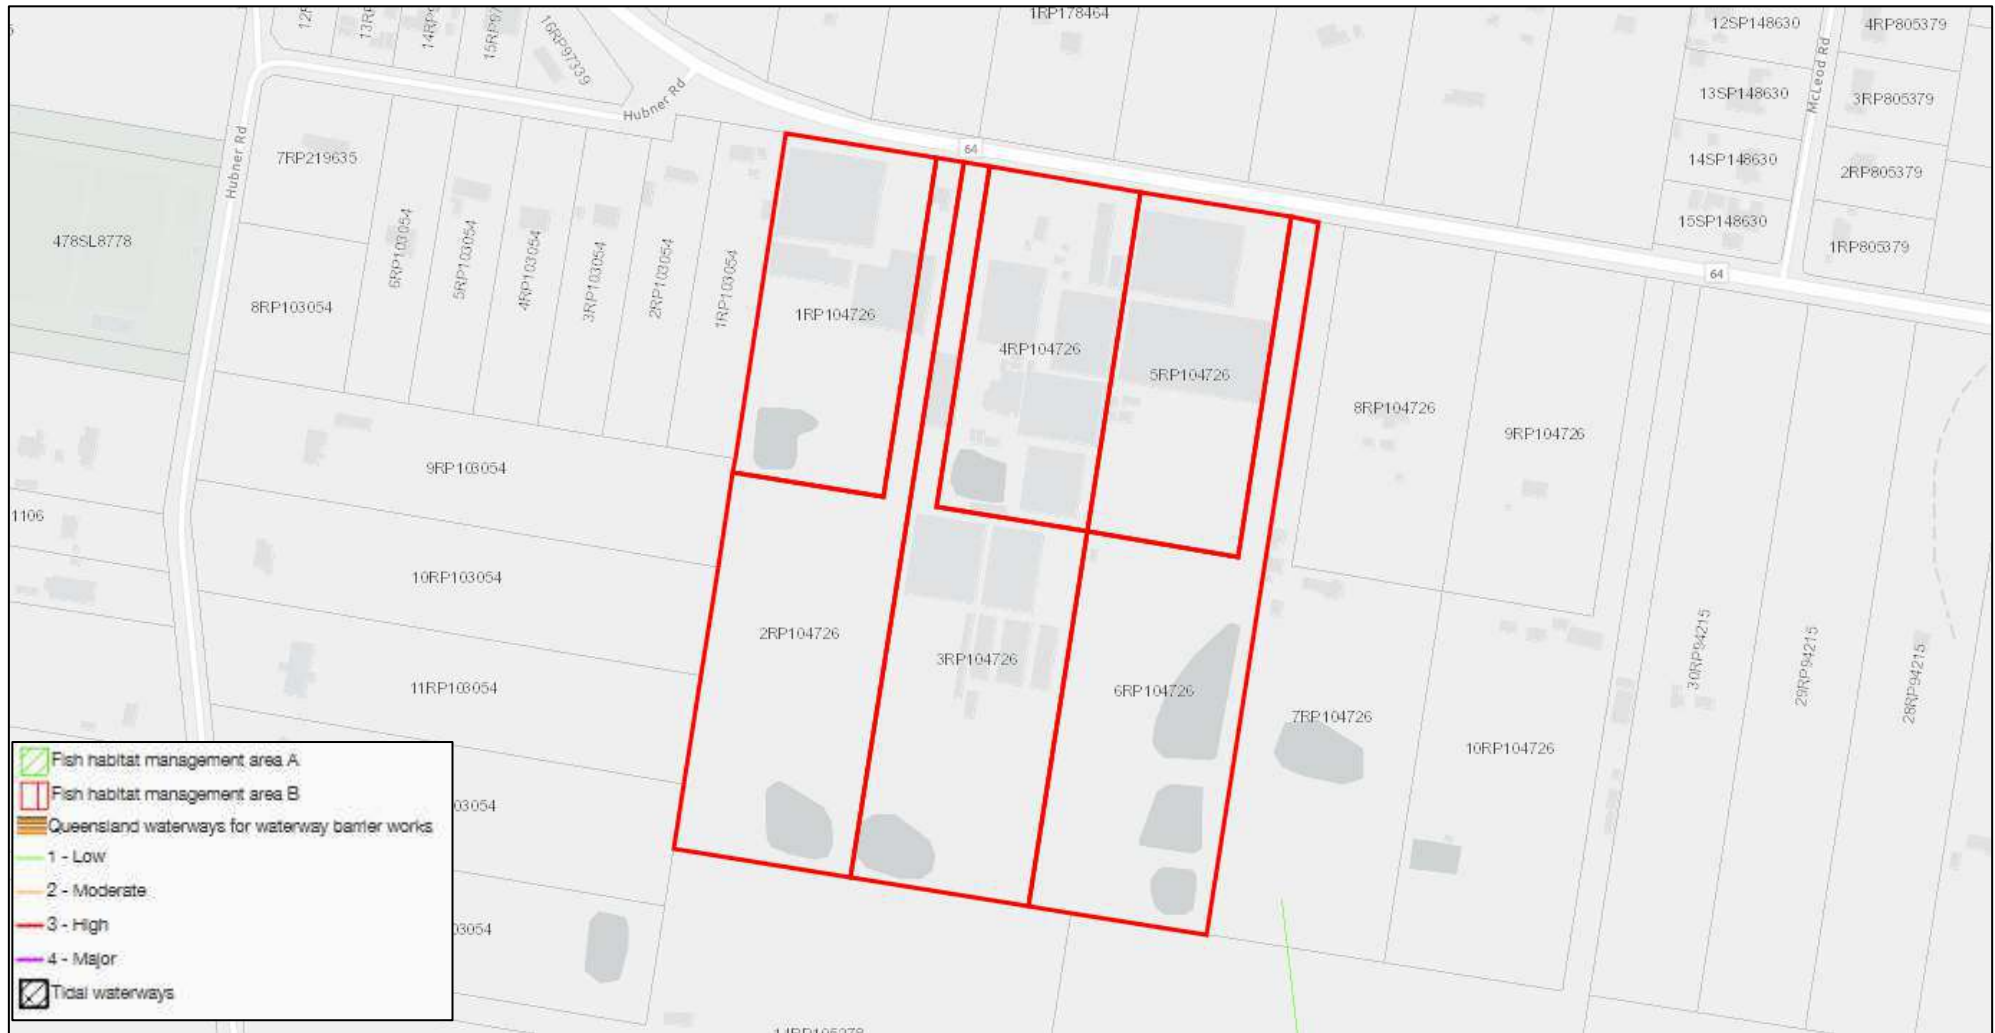 1RP178464
12SP148630
4RP805379
16RP97339
McLeod Rd
13SP148630
3RP805379
Hubner Rd
Hubner Rd
64
7RP219635
14SP148630
2RP805379
15SP148630
1RP805379
478SL8778
6RP103054
5RP103054
4RP103054
3RP103054
2RP103054
1RP103054
64
8RP103054
1RP104726
4RP104726
5RP104726
8RP104726
9RP104726
9RP103054
1106
10RP103054
2RP104726
3RP104726
6RP104726
7RP104726
10RP104726
30RP94215
29RP94215
28RP94215
11RP103054
03054
03054
Fish habitat management area A
Fish habitat management area B
Queensland waterways for waterway barrier works
1 - Low
2 - Moderate
3 - High
4 - Major
Tidal waterways